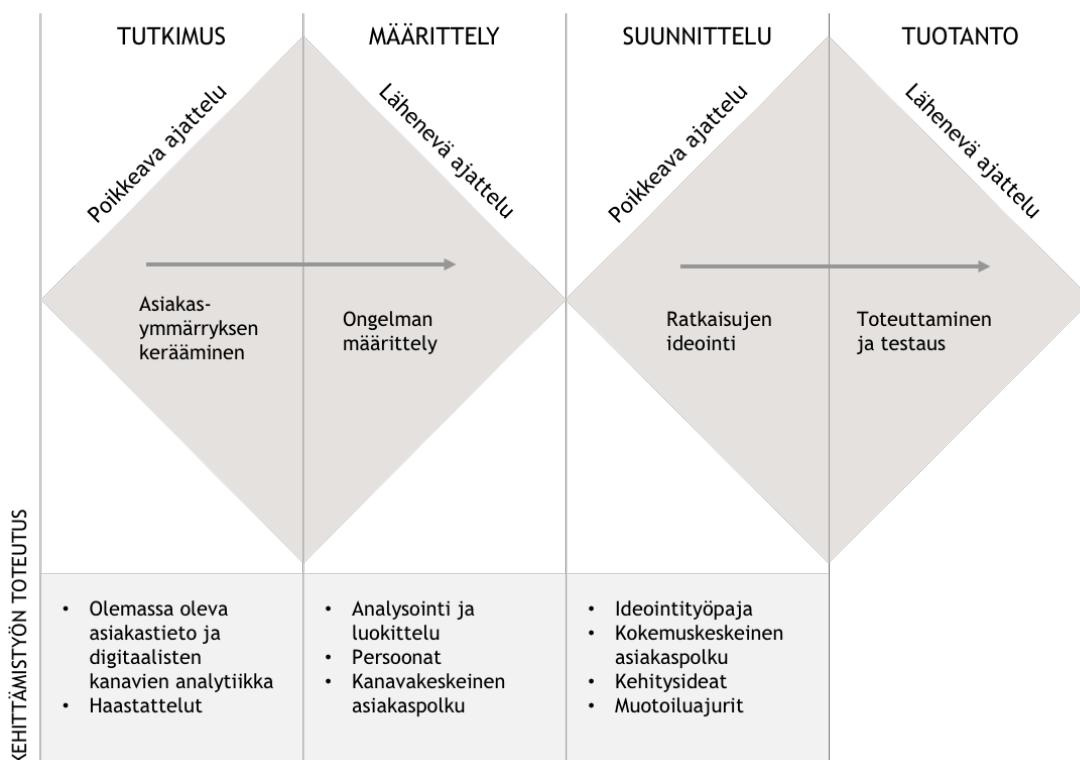 TUTKIMUS
MÄÄRITTELY
SUUNNITTELU
TUOTANTO
Poikkeava ajattelu
Lähenevä ajattelu
Poikkeava ajattelu
Lähenevä ajattelu
Asiakas-
ymmärryksen
kerääminen
Ongelman
määrittely
Ratkaisujen
ideointi
Toteuttaminen
ja testaus
KEHITTÄMISTYÖN TOTEUTUS
• Olemassa oleva
asiakastieto ja
digitaalisten
kanavien analytiikka
• Haastattelut
• Analysointi ja
luokittelu
• Persoonat
• Kanavakeskeinen
asiakaspolku
• Ideointityöpaja
• Kokemuskeskeinen
asiakaspolku
• Kehitysideat
• Muotoiluajurit